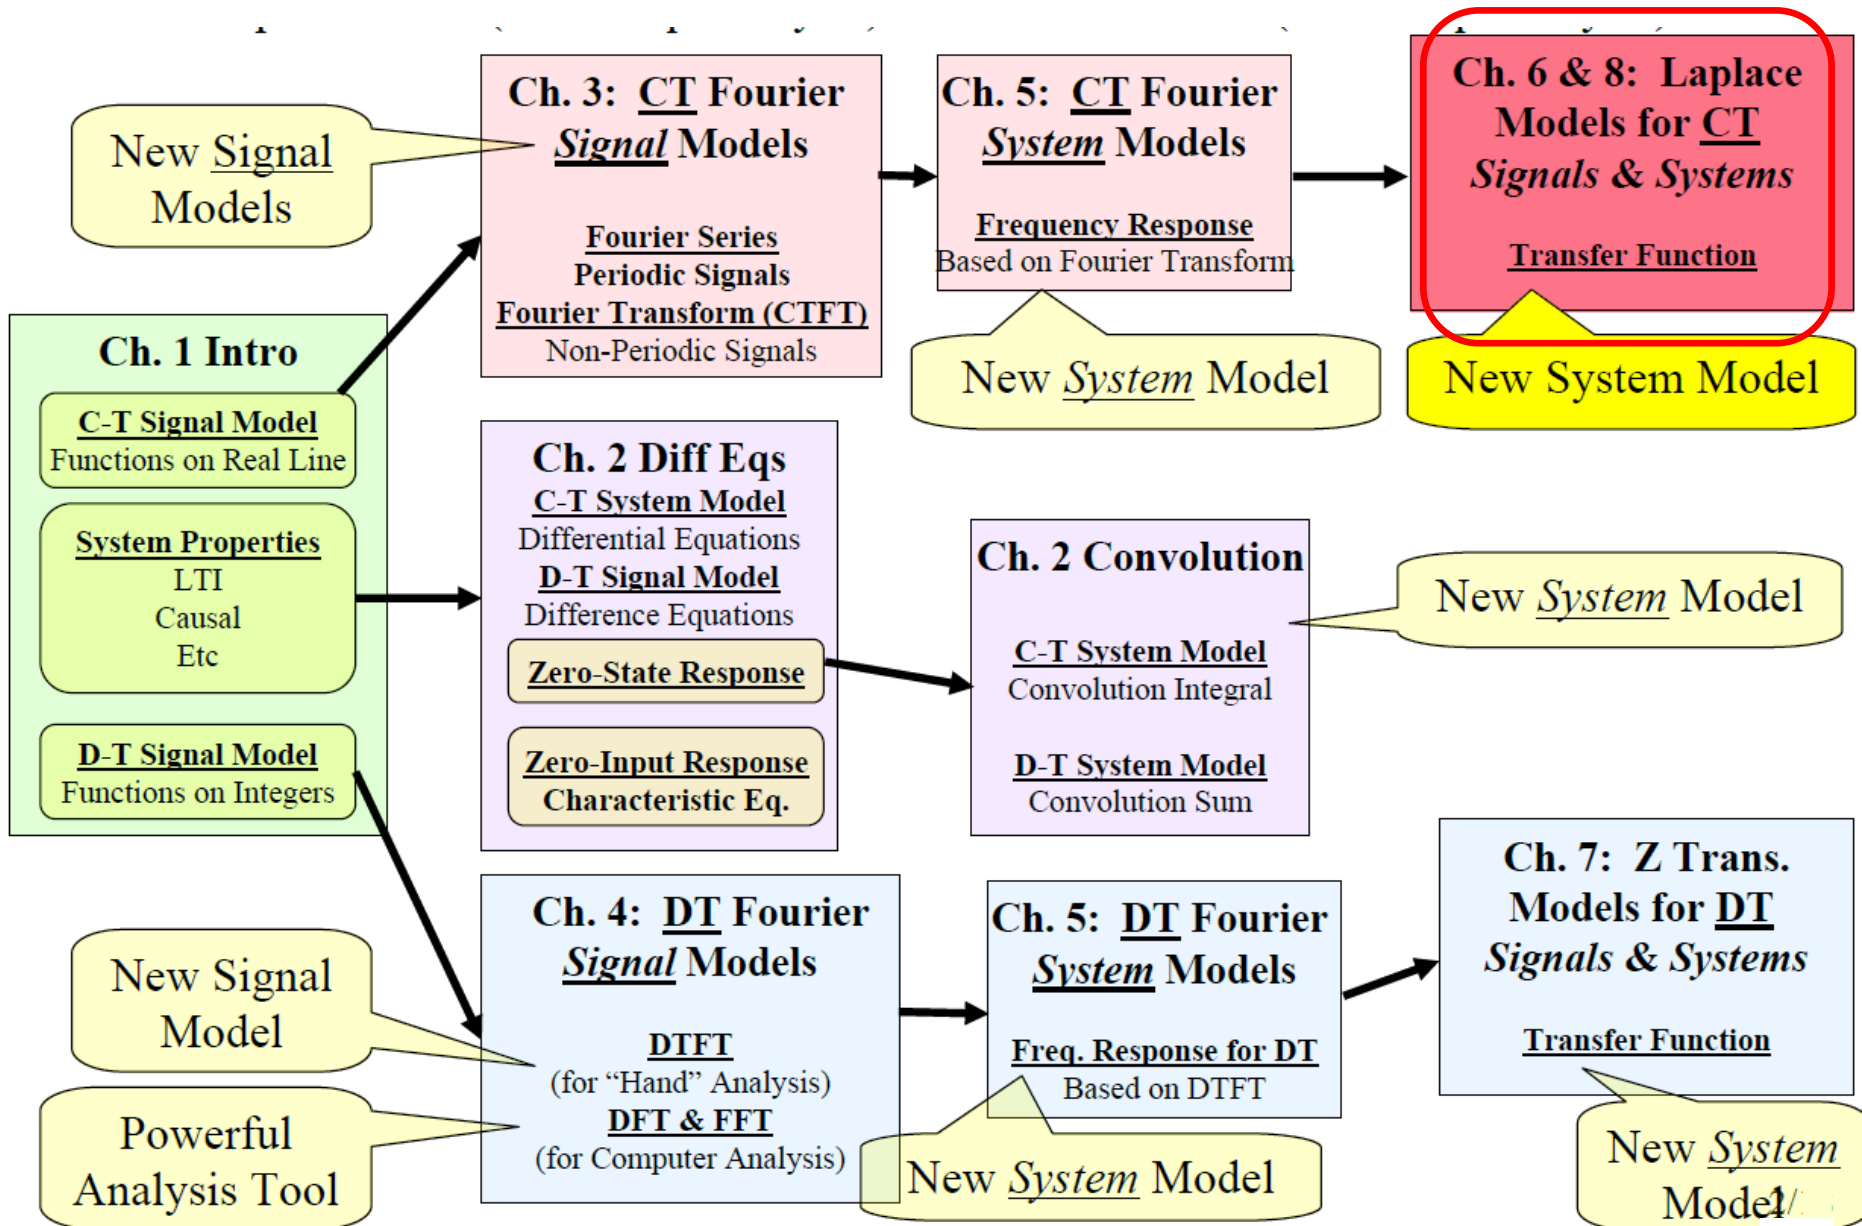 New Signal
Models
Ch. 3: CT Fourier
Signal Models
Fourier Series
Periodic Signals
Fourier Transform (CTFT)
Non-Periodic Signals
Ch. 5: CT Fourier
System Models
Frequency Response
Based on Fourier Transform
New System Model
Ch. 6 & 8: Laplace
Models for CT
Signals & Systems
Transfer Function
New System Model
Ch. 1 Intro
C-T Signal Model
Functions on Real Line
System Properties
LTI
Causal
Etc
D-T Signal Model
Functions on Integers
Ch. 2 Diff Eqs
C-T System Model
Differential Equations
D-T Signal Model
Difference Equations
Zero-State Response
Zero-Input Response
Characteristic Eq.
Ch. 2 Convolution
C-T System Model
Convolution Integral
D-T System Model
Convolution Sum
New System Model
New Signal
Model
Powerful
Analysis Tool
Ch. 4: DT Fourier
Signal Models
DTFT
(for “Hand” Analysis)
DFT & FFT
(for Computer Analysis)
Ch. 5: DT Fourier
System Models
Freq. Response for DT
Based on DTFT
New System Model
Ch. 7: Z Trans.
Models for DT
Signals & Systems
Transfer Function
New System
Model